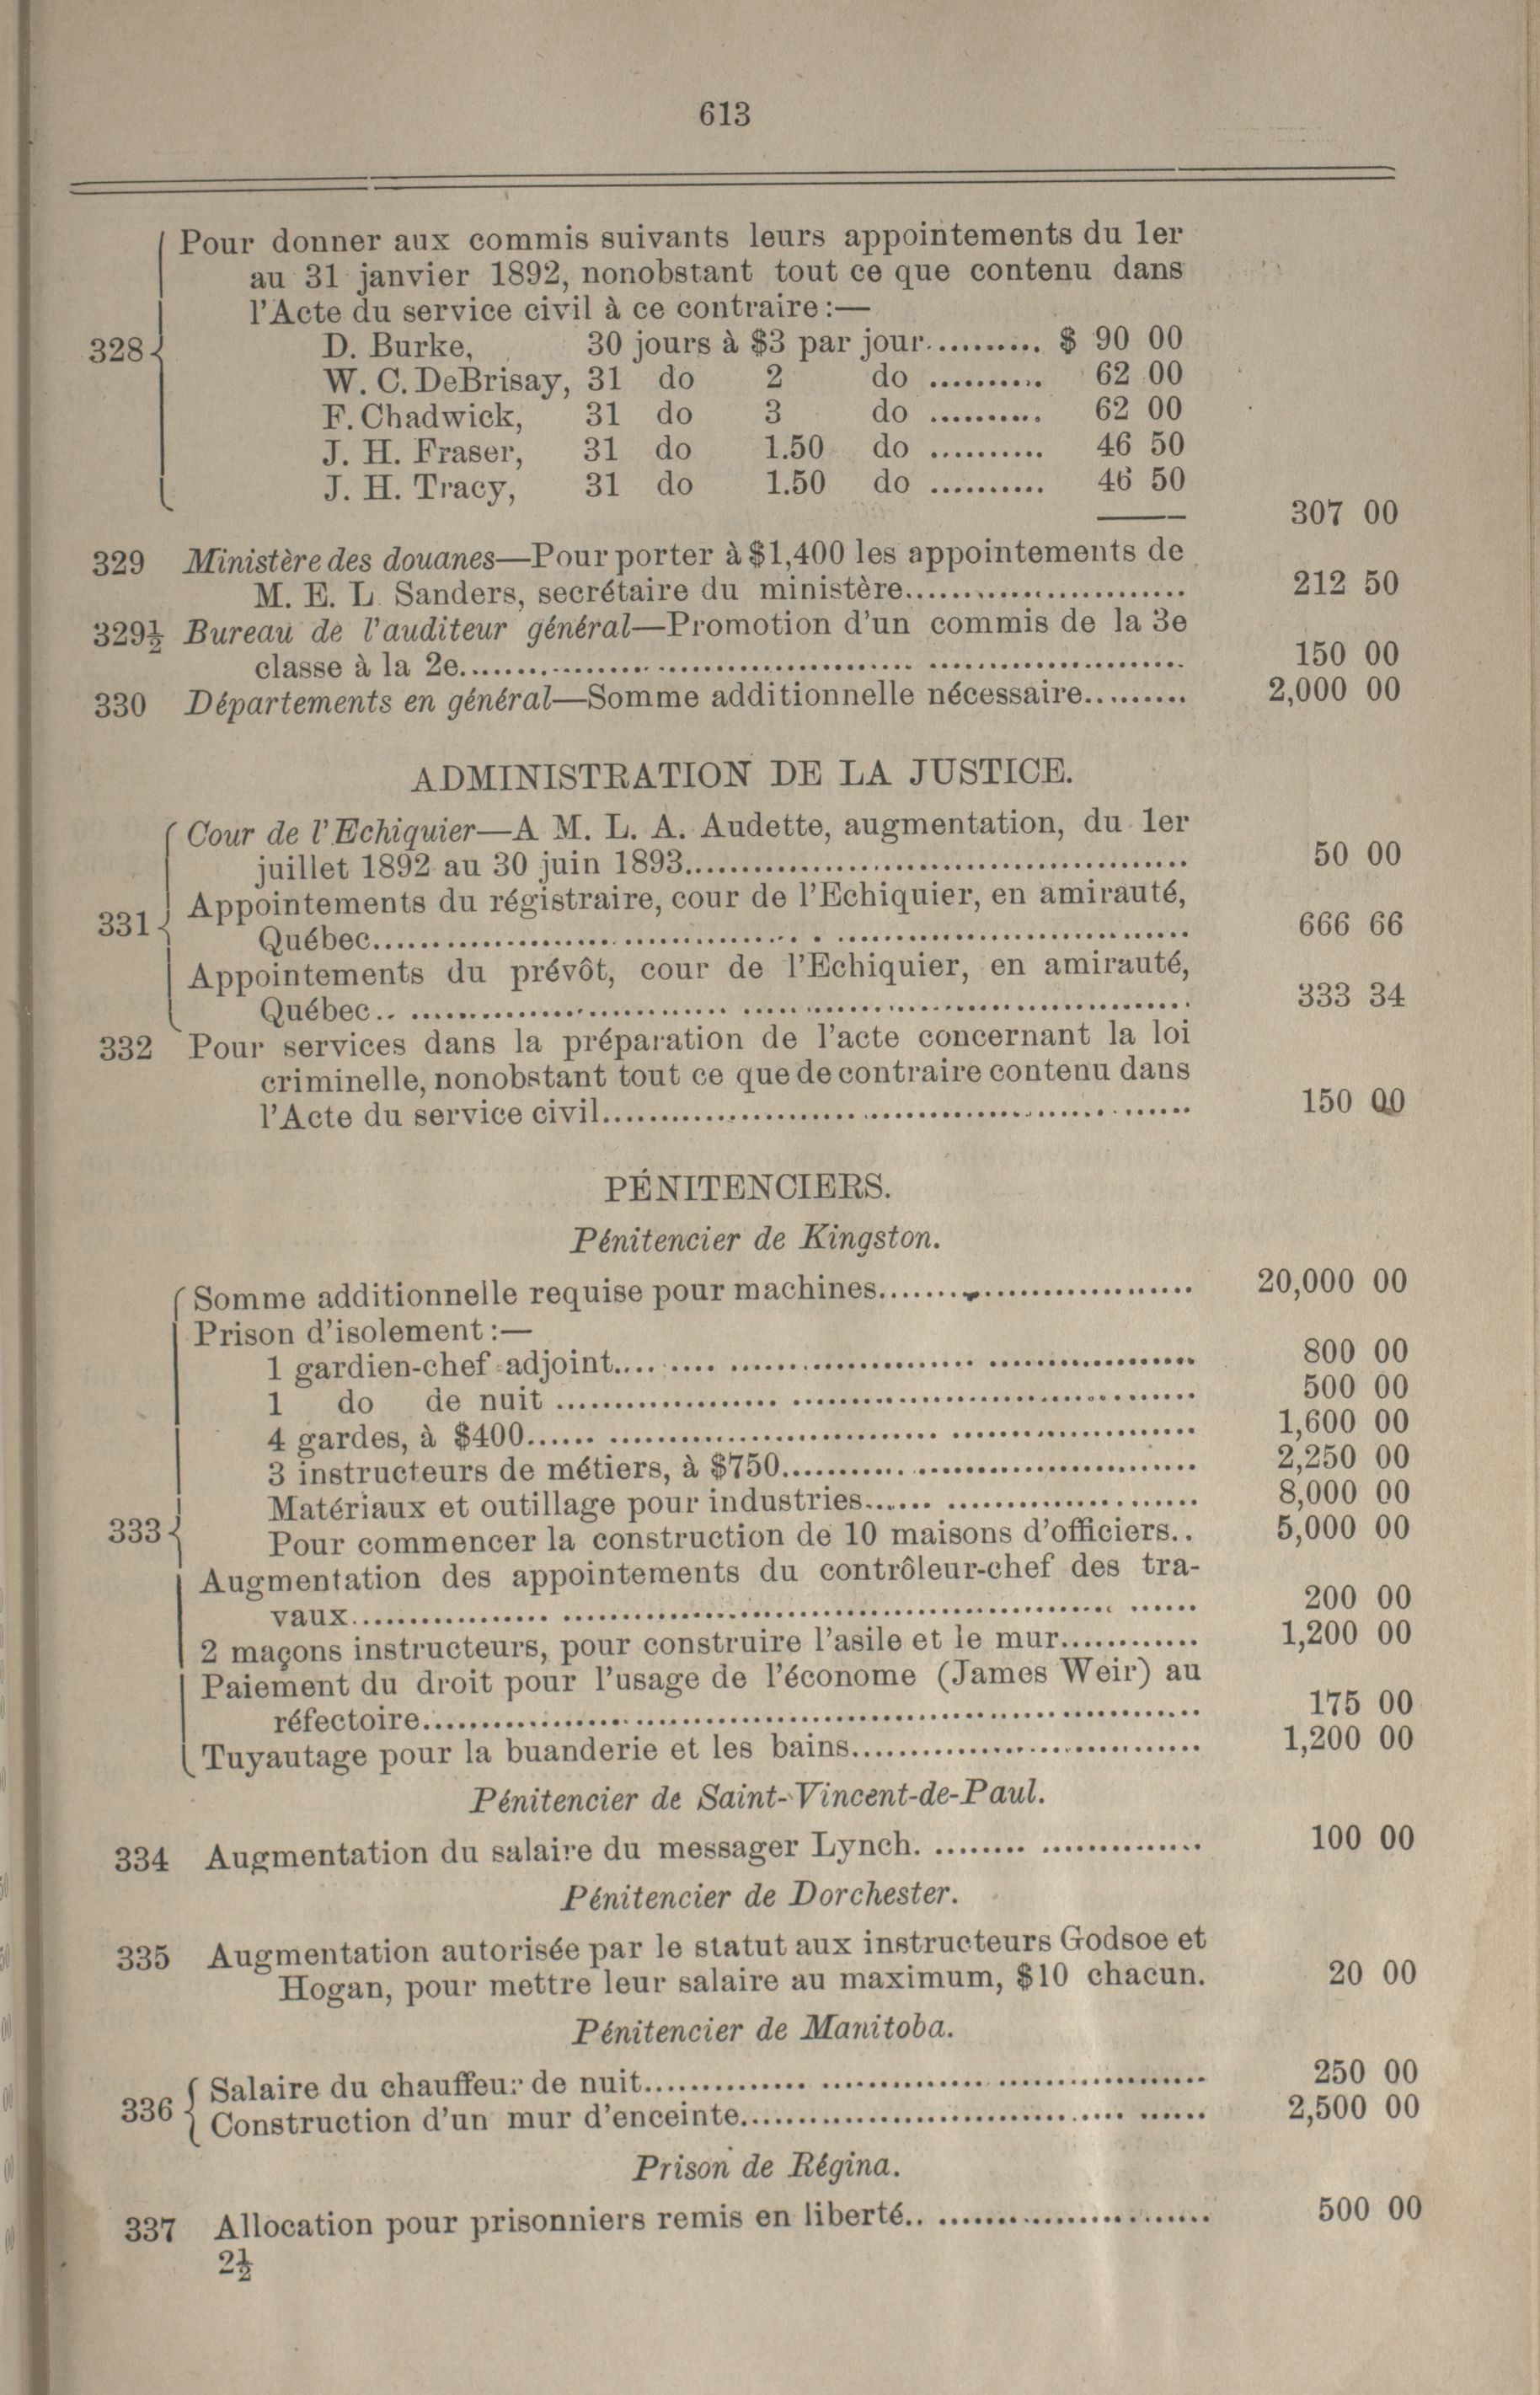 613
Pour donner aux commis suivants leurs appointements du 1er
au 31 janvier 1892, nonobstant tout ce que contenu dans
l'Acte du service civil à ce contraire :—
328 D. Burke, 30 jours à $3 par jour.......... $ 90 00
W. C. DeBrisay, 31 do 2 do .......... 62 00
F. Chadwick, 31 do 3 do .......... 62 00
J. H. Fraser, 31 do 1.50 do .......... 46 50
J. H. Tracy, 31 do 1.50 do .......... 46 50
307 00
329 Ministère des douanes—Pour porter à $1,400 les appointements de
M. E. L Sanders, secrétaire du ministère........................ 212 50
329½ Bureau de l'auditeur général—Promotion d'un commis de la 3e
classe à la 2e................................................ 150 00
330 Départements en général—Somme additionnelle nécessaire......... 2,000 00
ADMINISTRATION DE LA JUSTICE.
Cour de l'Echiquier—A M. L. A. Audette, augmentation, du 1er
juillet 1892 au 30 juin 1893.......................................... 50 00
331 Appointements du régistraire, cour de l'Echiquier, en amirauté,
Québec................................................ 666 66
Appointements du prévôt, cour de l'Echiquier, en amirauté,
Québec................................................ 333 34
332 Pour services dans la préparation de l'acte concernant la loi
criminelle, nonobstant tout ce que de contraire contenu dans
l'Acte du service civil................................................ 150 00
PÉNITENCIERS.
Pénitencier de Kingston.
Somme additionnelle requise pour machines........................ 20,000 00
Prison d'isolement :—
1 gardien-chef adjoint................................................ 800 00
1 do de nuit ................................................ 500 00
4 gardes, à $400................................................ 1,600 00
3 instructeurs de métiers, à $750.................................. 2,250 00
Matériaux et outillage pour industries........................... 8,000 00
333 Pour commencer la construction de 10 maisons d'officiers.. 5,000 00
Augmentation des appointements du contrôleur-chef des tra-
vaux................................................ 200 00
2 maçons instructeurs, pour construire l'asile et le mur............ 1,200 00
Paiement du droit pour l'usage de l'économe (James Weir) au
réfectoire................................................ 175 00
Tuyautage pour la buanderie et les bains............................ 1,200 00
Pénitencier de Saint-Vincent-de-Paul.
334 Augmentation du salaire du messager Lynch. ..................... 100 00
Pénitencier de Dorchester.
335 Augmentation autorisée par le statut aux instructeurs Godsoe et
Hogan, pour mettre leur salaire au maximum, $10 chacun. 20 00
Pénitencier de Manitoba.
Salaire du chauffeur de nuit................................................ 250 00
336 Construction d'un mur d'enceinte...................................... 2,500 00
Prison de Régina.
337 Allocation pour prisonniers remis en liberté........................ 500 00
2½